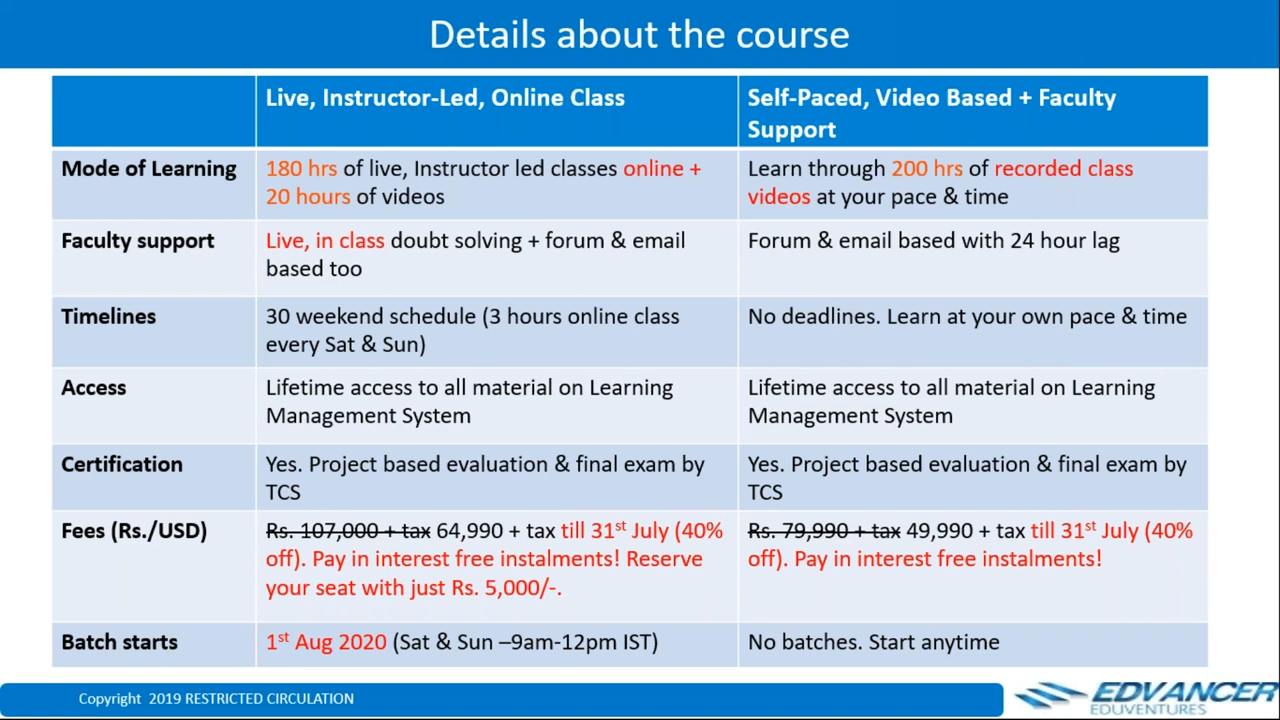 Details about the course
Live, Instructor-Led, Online Class
Self-Paced, Video Based + Faculty
Support
Mode of Learning
180 hrs of live, Instructor led classes online +
20 hours of videos
Learn through 200 hrs of recorded class
videos at your pace & time
Faculty support
Live, in class doubt solving + forum & email
based too
Forum & email based with 24 hour lag
Timelines
30 weekend schedule (3 hours online class
every Sat & Sun)
No deadlines. Learn at your own pace & time
Access
Lifetime access to all material on Learning
Management System
Lifetime access to all material on Learning
Management System
Certification
Yes. Project based evaluation & final exam by
TCS
Yes. Project based evaluation & final exam by
TCS
Fees (Rs./USD)
Rs. 107,000 + tax 64,990 + tax till 31st July (40%
off). Pay in interest free instalments! Reserve
your seat with just Rs. 5,000/-.
Rs. 79,990 + tax 49,990 + tax till 31st July (40%
off). Pay in interest free instalments!
Batch starts
1st Aug 2020 (Sat & Sun –9am-12pm IST)
No batches. Start anytime
Copyright 2019 RESTRICTED CIRCULATION
EDVANCER
EDUVENTURES